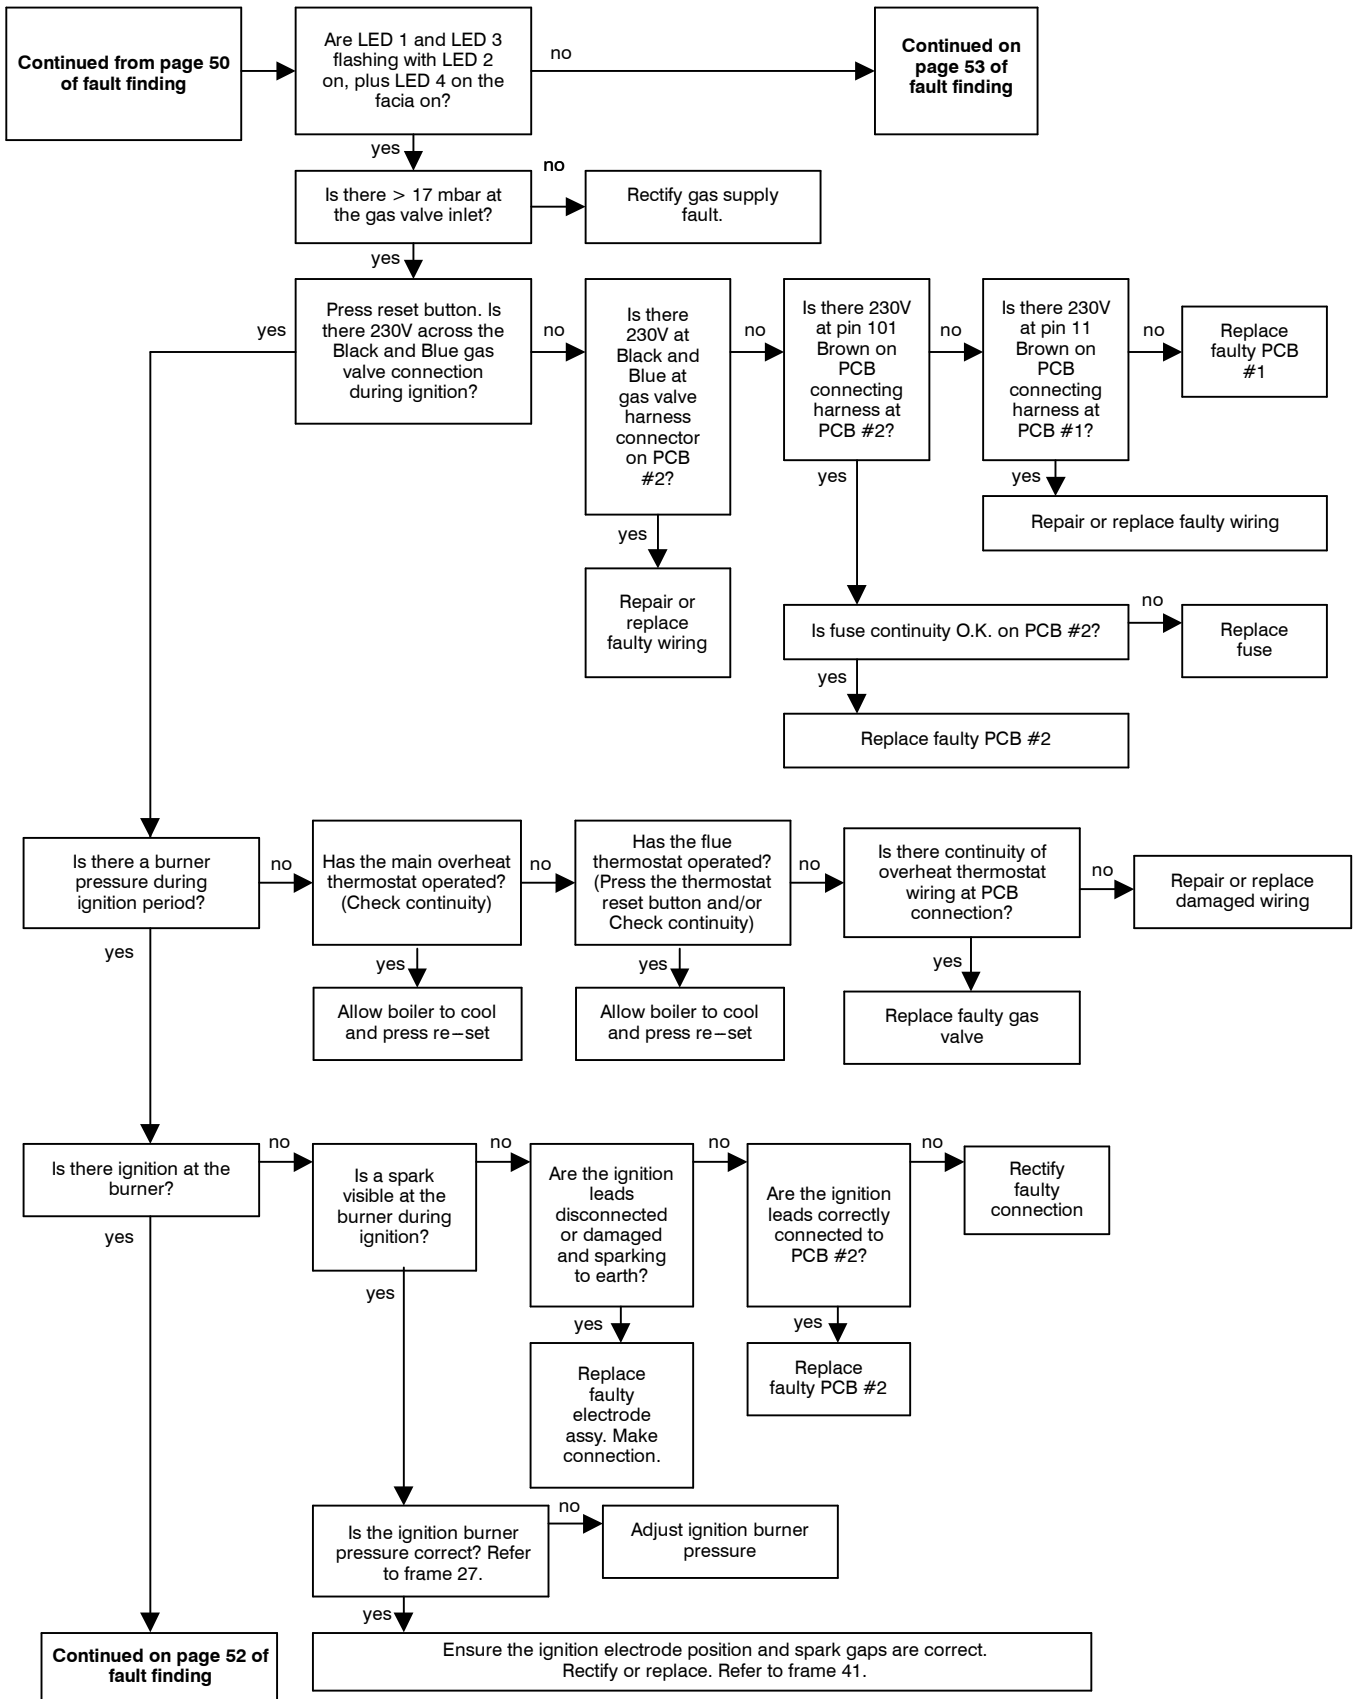 Continued from page 50
of fault finding
Are LED 1 and LED 3
flashing with LED 2
on, plus LED 4 on the
facia on?
no
Continued on
page 53 of
fault finding
yes
Is there > 17 mbar at
the gas valve inlet?
no
Rectify gas supply
fault.
yes
Press reset button. Is
there 230V across the
Black and Blue gas
valve connection
during ignition?
yes
no
Is there
230V at
Black and
Blue at
gas valve
harness
connector
on PCB
#2?
no
Is there 230V
at pin 101
Brown on
PCB
connecting
harness at
PCB #2?
no
Is there 230V
at pin 11
Brown on
PCB
connecting
harness at
PCB #1?
no
Replace
faulty PCB
#1
yes
Repair or replace faulty wiring
yes
Repair or
replace
faulty wiring
yes
Is fuse continuity O.K. on PCB #2?
no
Replace
fuse
yes
Replace faulty PCB #2
Is there a burner
pressure during
ignition period?
no
Has the main overheat
thermostat operated?
(Check continuity)
no
Has the flue
thermostat operated?
(Press the thermostat
reset button and/or
Check continuity)
no
Is there continuity of
overheat thermostat
wiring at PCB
connection?
no
Repair or replace
damaged wiring
yes
yes
Allow boiler to cool
and press re–set
yes
Allow boiler to cool
and press re–set
yes
Replace faulty gas
valve
Is there ignition at the
burner?
no
Is a spark
visible at the
burner during
ignition?
no
Are the ignition
leads
disconnected
or damaged
and sparking
to earth?
no
Are the ignition
leads correctly
connected to
PCB #2?
no
Rectify
faulty
connection
yes
yes
yes
Replace
faulty
electrode
assy. Make
connection.
yes
Replace
faulty PCB #2
Is the ignition burner
pressure correct? Refer
to frame 27.
no
Adjust ignition burner
pressure
yes
Continued on page 52 of
fault finding
Ensure the ignition electrode position and spark gaps are correct.
Rectify or replace. Refer to frame 41.